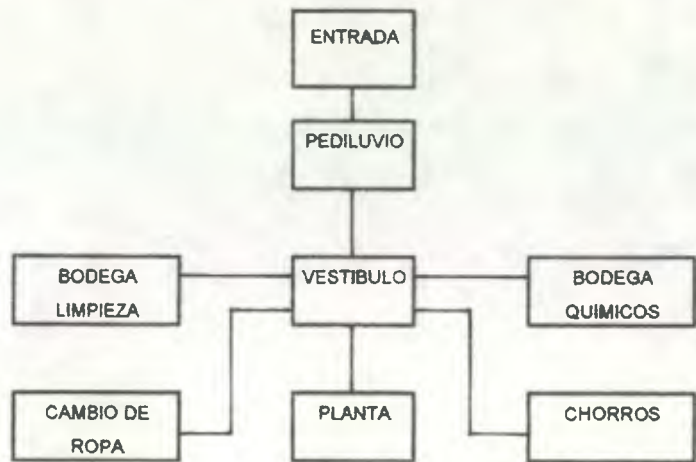 ENTRADA
PEDILUVIO
BODEGA
LIMPIEZA
VESTIBULO
BODEGA
QUIMICOS
CAMBIO DE
ROPA
PLANTA
CHORROS